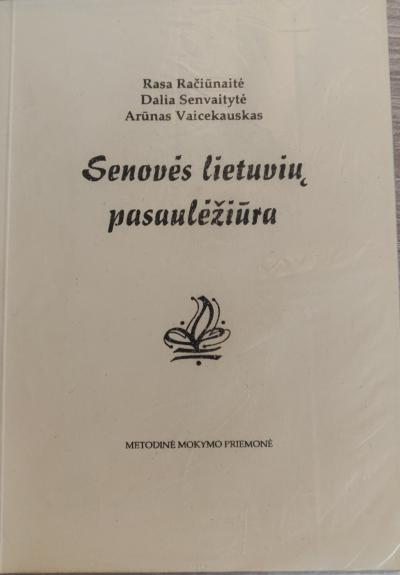 Rasa Račiūnaitė
Dalia Senvaitytė
Arūnas Vaicekauskas
Senovės lietuvių
pasaulėžiūra
METODINĖ MOKYMO PRIEMONĖ